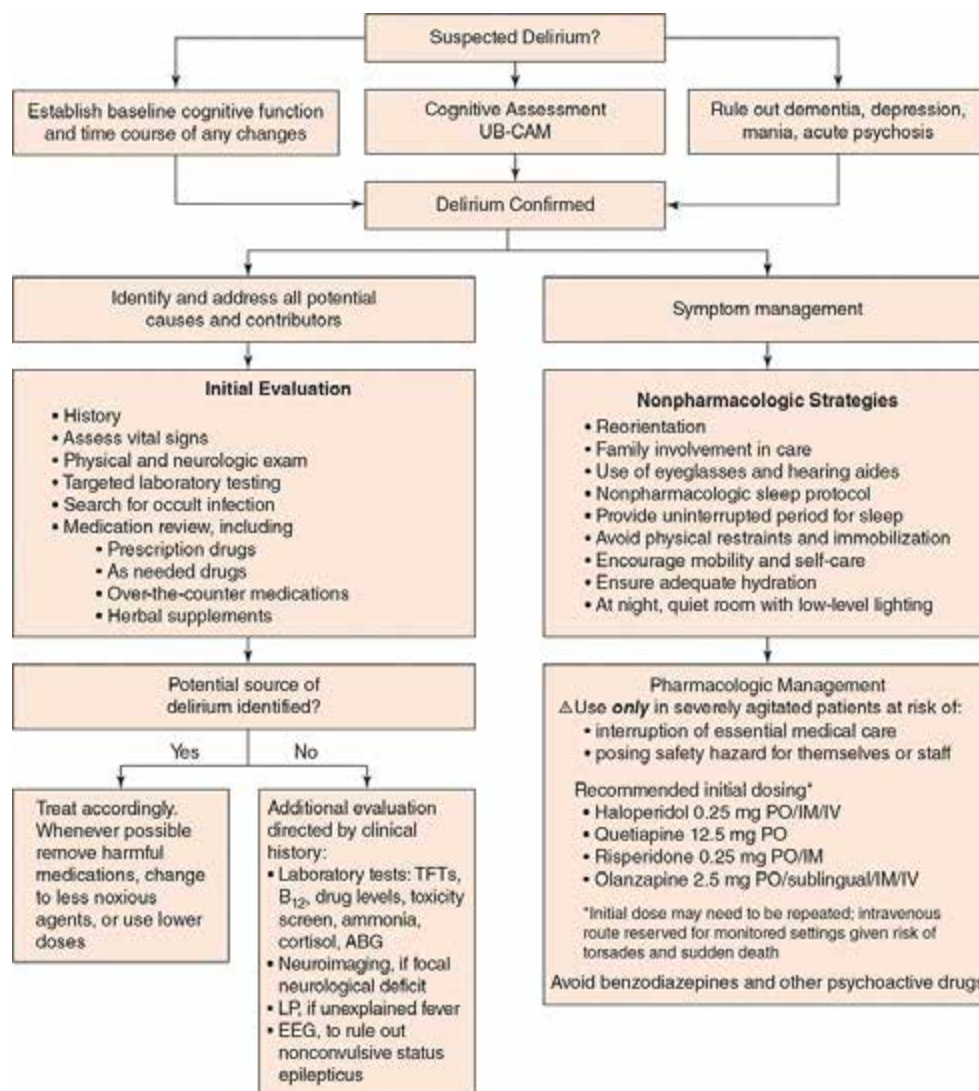 Suspected Delirium?
Establish baseline cognitive function
and time course of any changes
Cognitive Assessment
UB-CAM
Rule out dementia, depression,
mania, acute psychosis
Delirium Confirmed
Identify and address all potential
causes and contributors
Initial Evaluation
• History
• Assess vital signs
• Physical and neurologic exam
• Targeted laboratory testing
• Search for occult infection
• Medication review, including
• Prescription drugs
• As needed drugs
• Over-the-counter medications
• Herbal supplements
Potential source of
delirium identified?
Yes
No
Treat accordingly.
Whenever possible
remove harmful
medications, change
to less noxious
agents, or use lower
doses
Additional evaluation
directed by clinical
history:
• Laboratory tests: TFTs,
B12, drug levels, toxicity
screen, ammonia,
cortisol, ABG
• Neuroimaging, if focal
neurological deficit
• LP, if unexplained fever
• EEG, to rule out
nonconvulsive status
epilepticus
Symptom management
Nonpharmacologic Strategies
• Reorientation
• Family involvement in care
• Use of eyeglasses and hearing aides
• Nonpharmacologic sleep protocol
• Provide uninterrupted period for sleep
• Avoid physical restraints and immobilization
• Encourage mobility and self-care
• Ensure adequate hydration
• At night, quiet room with low-level lighting
Pharmacologic Management
⚠Use only in severely agitated patients at risk of:
• interruption of essential medical care
• posing safety hazard for themselves or staff
Recommended initial dosing*
• Haloperidol 0.25 mg PO/IM/IV
• Quetiapine 12.5 mg PO
• Risperidone 0.25 mg PO/IM
• Olanzapine 2.5 mg PO/sublingual/IM/IV
*Initial dose may need to be repeated; intravenous
route reserved for monitored settings given risk of
torsades and sudden death
Avoid benzodiazepines and other psychoactive drugs